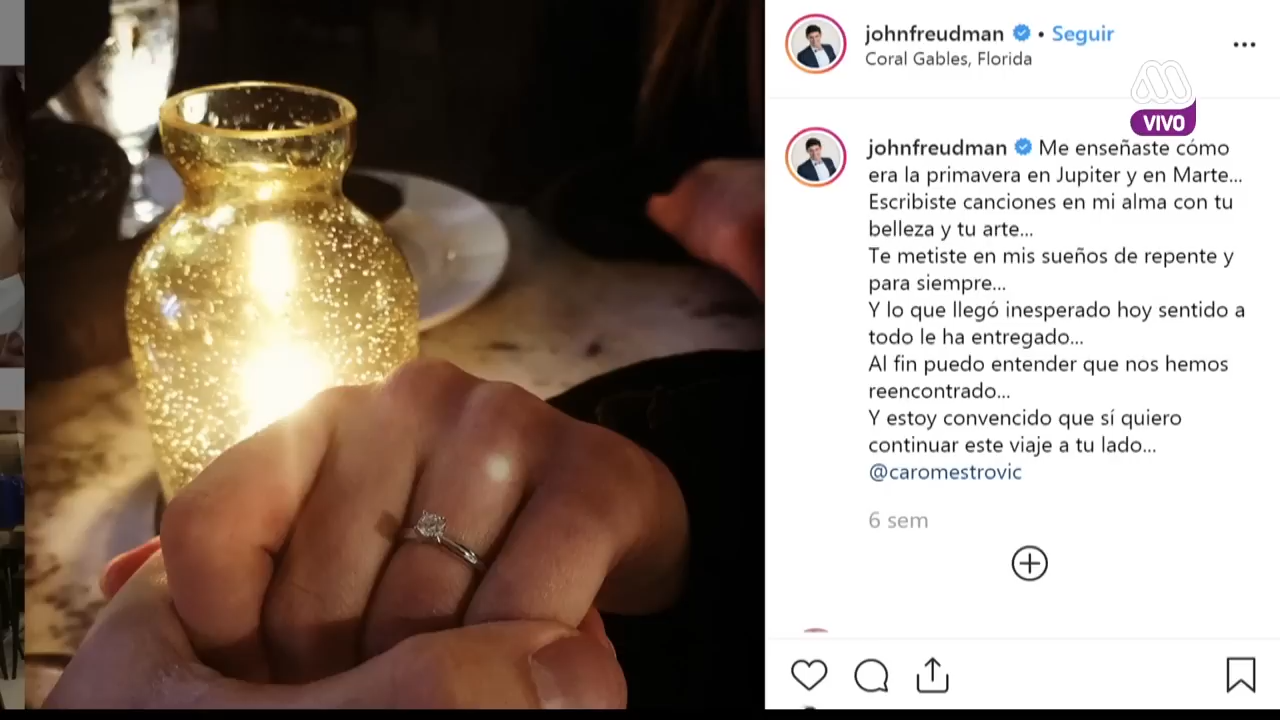 johnfreudman • Seguir
Coral Gables, Florida
VIVO
johnfreudman Me enseñaste cómo
era la primavera en Jupiter y en Marte...
Escribiste canciones en mi alma con tu
belleza y tu arte...
Te metiste en mis sueños de repente y
para siempre...
Y lo que llegó inesperado hoy sentido a
todo le ha entregado...
Al fin puedo entender que nos hemos
reencontrado...
Y estoy convencido que sí quiero
continuar este viaje a tu lado...
@caromestrovic
6 sem